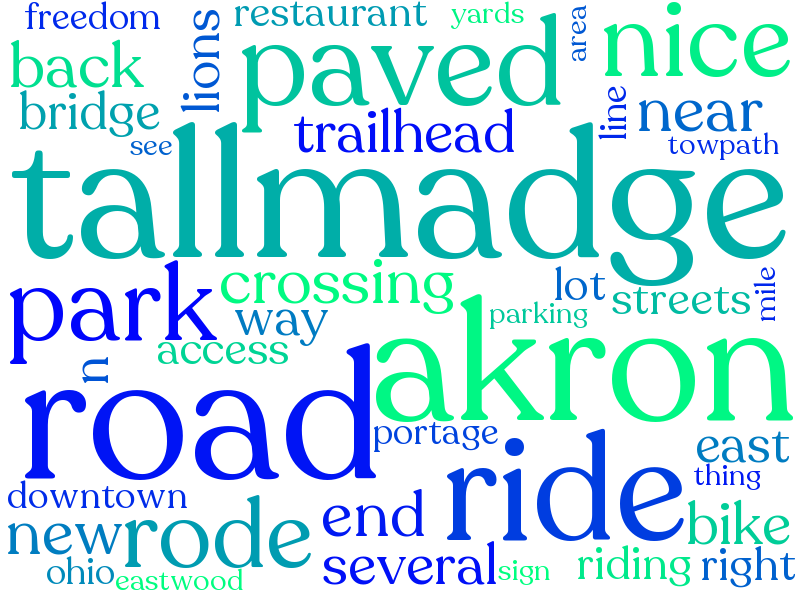 freedom
lions
restaurant
yards
area
nice
back
paved
bridge
trailhead
line
near
see
towpath
tallmadge
park
crossing
way
lot
streets
mile
parking
access
n
akron
road
portage
ride
east
thing
downtown
new
rode
end
bike
several
sign
riding
right
ohio
eastwood